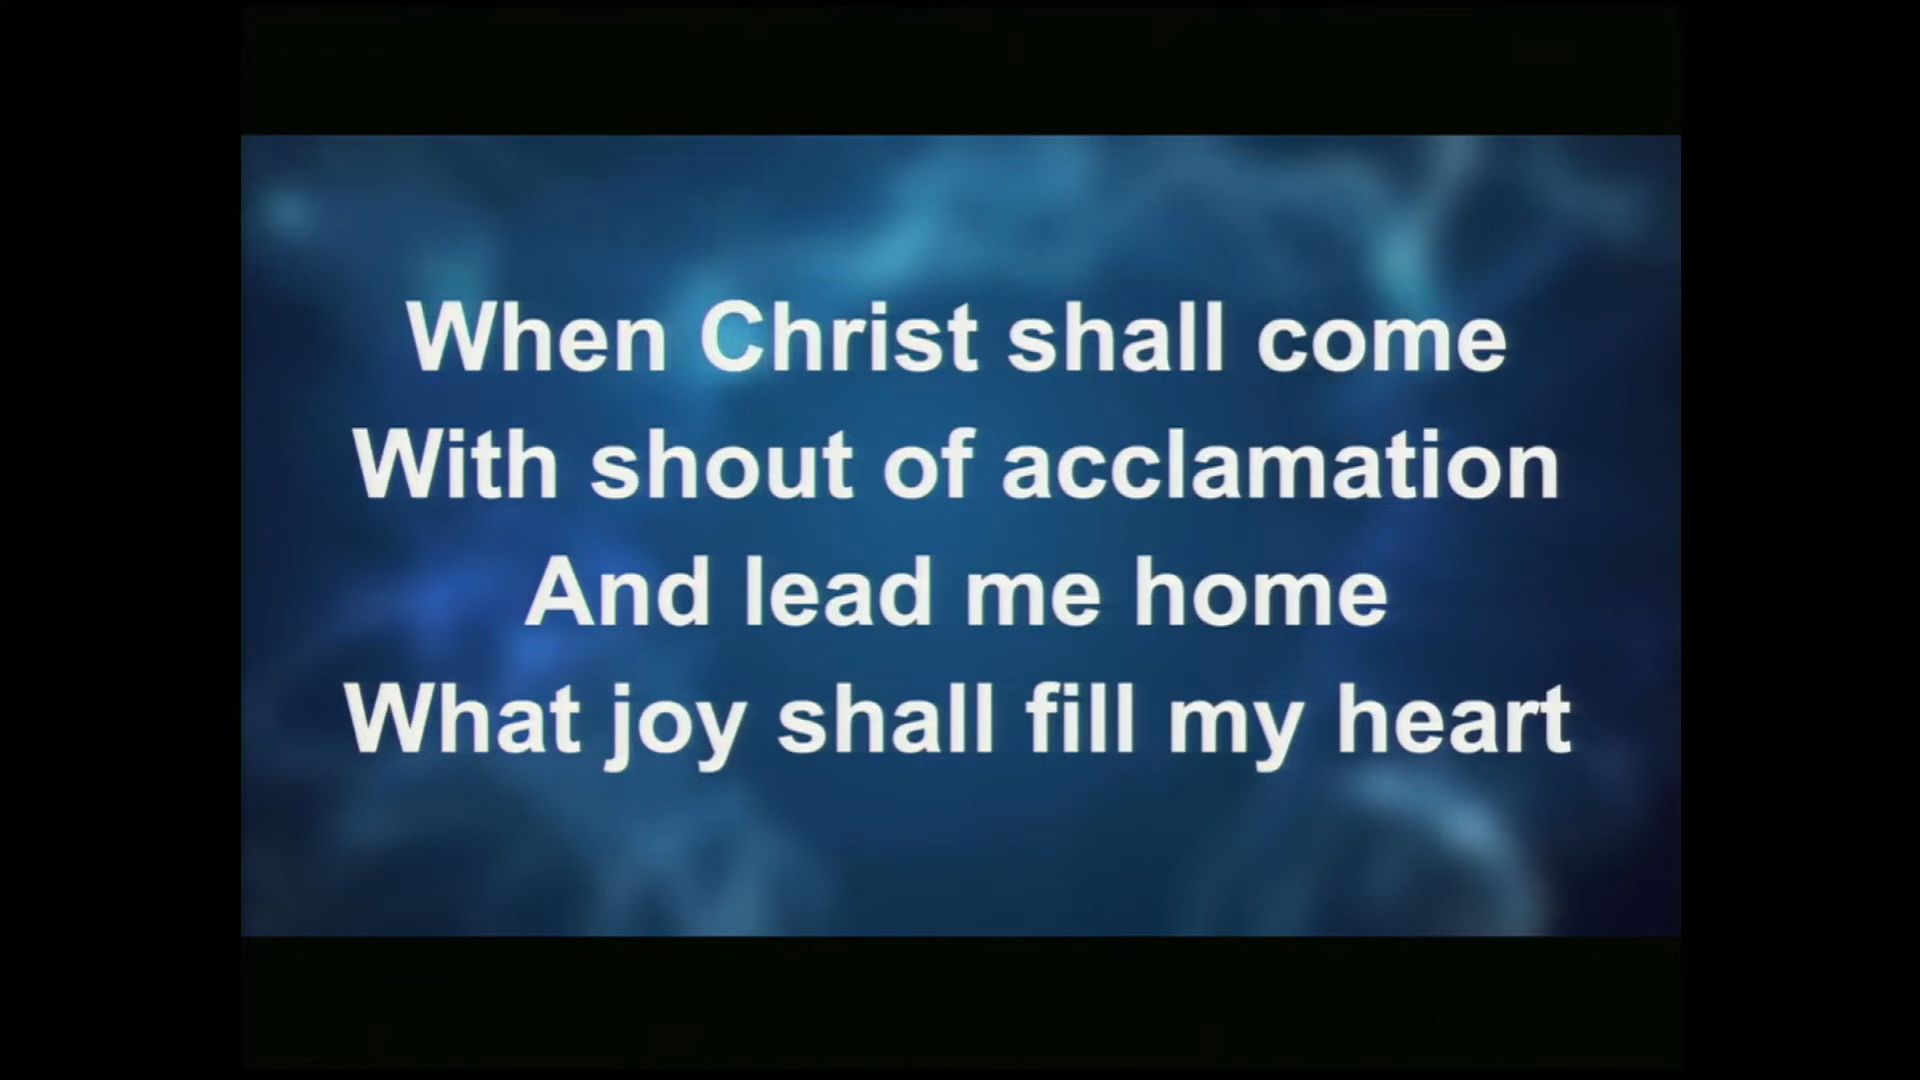 When Christ shall come
With shout of acclamation
And lead me home
What joy shall fill my heart